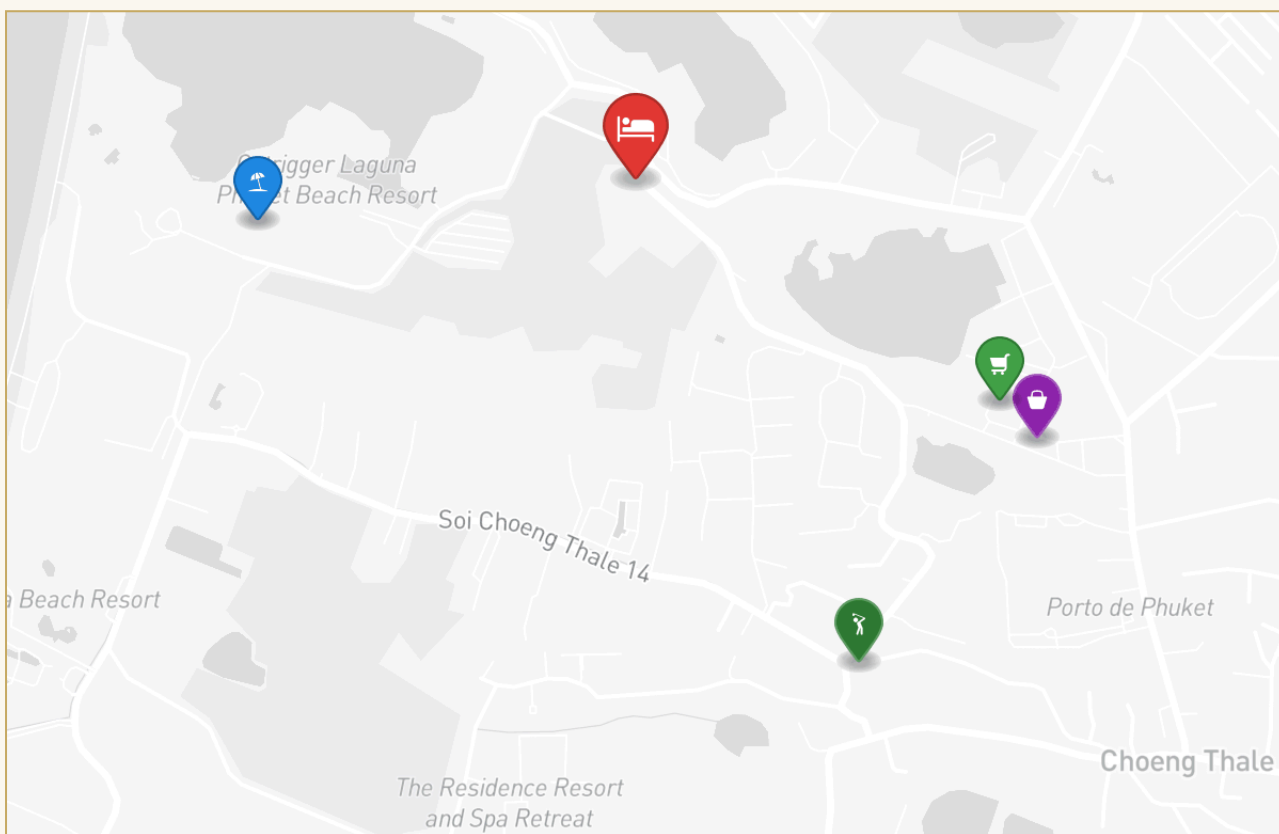 Laguna
Beach Resort
Soi Choeng Thale 14
a Beach Resort
Porto de Phuket
Choeng Thale
The Residence Resort
and Spa Retreat